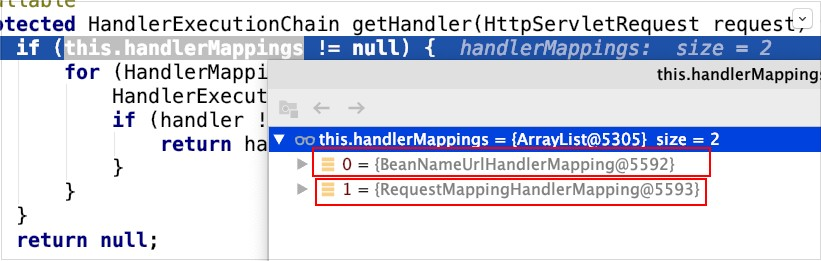 otected HandlerExecutionChain getHandler(HttpServletRequest request)
if (this.handlerMappings != null) { handlerMappings: size = 2
for (HandlerMappi
this.handlerMappings
HandlerExecut
if (handler !
this.handlerMappings = {ArrayList@5305} size = 2
return ha
0 = {BeanNameUrlHandlerMapping@5592}
}
1 = {RequestMappingHandlerMapping@5593}
}
}
return null;